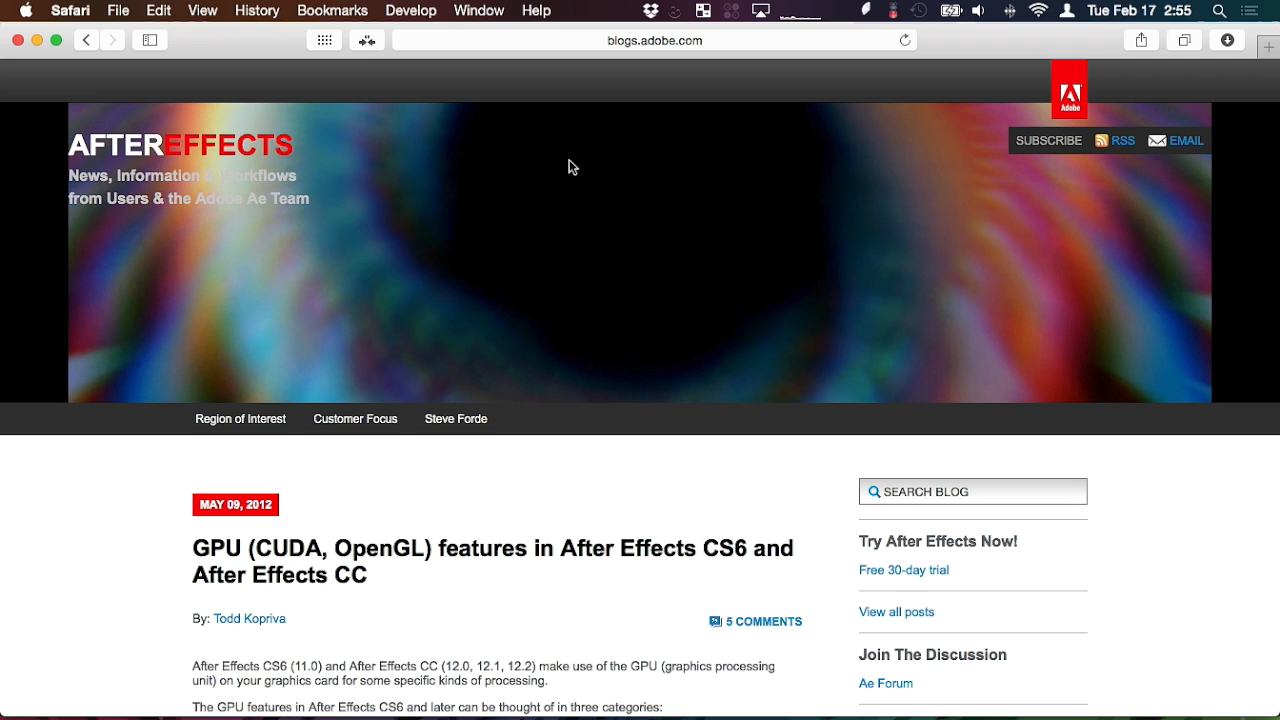 Safari File Edit View History Bookmarks Develop Window Help Tue Feb 17 2:55
blogs.adobe.com
Adobe
AFTEREFFECTS
SUBSCRIBE RSS EMAIL
News, Information & Workflows
from Users & the Adobe Ae Team
Region of Interest Customer Focus Steve Forde
MAY 09, 2012
GPU (CUDA, OpenGL) features in After Effects CS6 and
After Effects CC
By: Todd Kopriva
5 COMMENTS
After Effects CS6 (11.0) and After Effects CC (12.0, 12.1, 12.2) make use of the GPU (graphics processing
unit) on your graphics card for some specific kinds of processing.
The GPU features in After Effects CS6 and later can be thought of in three categories:
SEARCH BLOG
Try After Effects Now!
Free 30-day trial
View all posts
Join The Discussion
Ae Forum